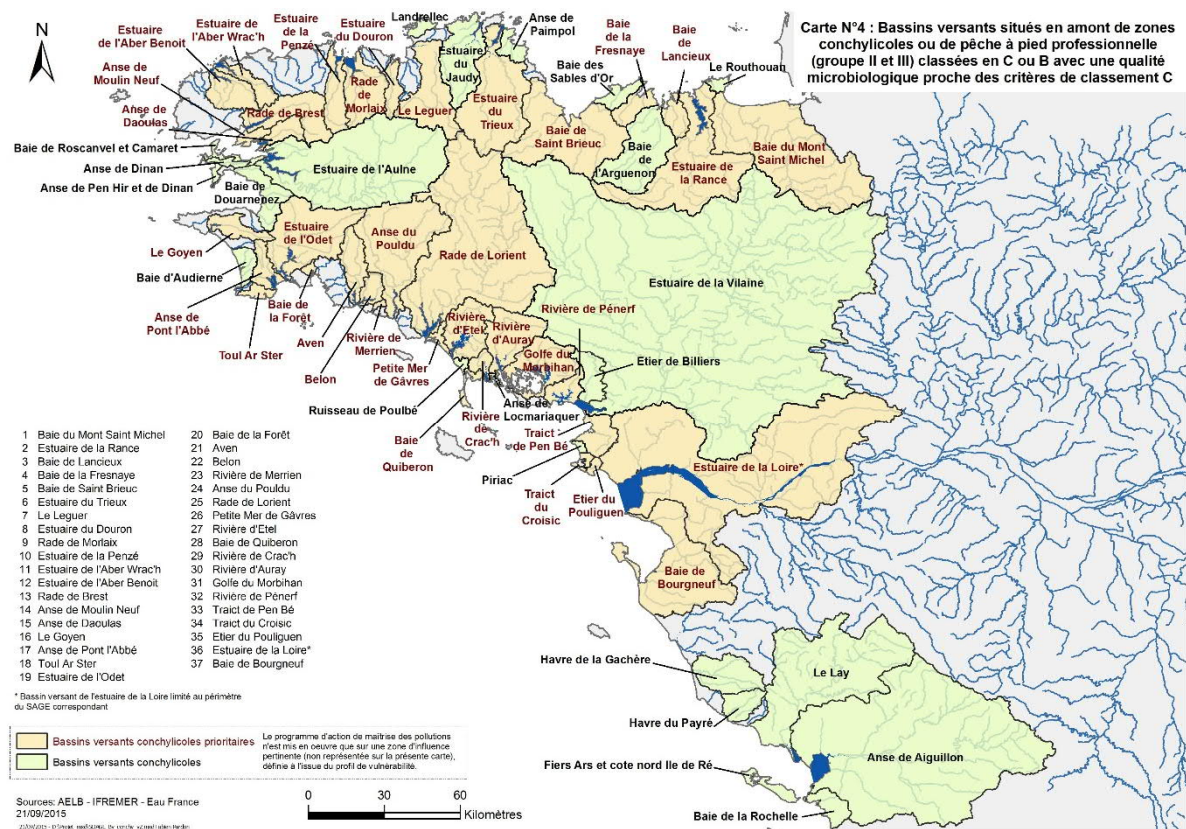 Carte N°4 : Bassins versants situés en amont de zones
conchylicoles ou de pêche à pied professionnelle
(groupe II et III) classées en C ou B avec une qualité
microbiologique proche des critères de classement C
N
Estuaire
de l'Aber Benoit
Estuaire de
l'Aber Wrac'h
Estuaire
de la
Penzé
Estuaire
du Douron
Landrellec
Estuaire
du
Jaudy
Anse de
Paimpol
Baie
de la
Fresnaye
Baie
de
Lancieux
Baie des
Sables d'Or
Le Routhouan
Anse de
Moulin Neuf
Anse de
Daoulas
Rade de Brest
Rade
de
Morlaix
Le Leguer
Estuaire
du
Trieux
Baie de
Saint Brieuc
Baie
de
l'Arguenon
Estuaire de
la Rance
Baie du Mont
Saint Michel
Baie de Roscanvel et Camaret
Anse de Dinan
Anse de Pen Hir et de Dinan
Estuaire de l'Aulne
Baie de
Douarnenez
Le Goyen
Estuaire
de l'Odet
Anse du
Pouldu
Rade de Lorient
Baie d'Audierne
Anse de
Pont l'Abbé
Toul Ar Ster
Baie de
la Forêt
Aven
Belon
Rivière de
Merrien
Petite Mer
de Gâvres
Rivière
d'Etel
Rivière
d'Auray
Golfe du
Morbihan
Rivière de Pénerf
Estuaire de la Vilaine
Etier de Billiers
Ruisseau de Poulbé
Anse de
Locmariaquer
Rivière
de
Crac'h
Baie
de
Quiberon
Traict
de Pen Bé
Piriac
Traict
du
Croisic
Etier du
Pouliguen
Estuaire de la Loire*
Baie de
Bourgneuf
Havre de la Gachère
Le Lay
Havre du Payré
Anse de Aiguillon
Fiers Ars et cote nord Ile de Ré
Baie de la Rochelle
1 Baie du Mont Saint Michel
2 Estuaire de la Rance
3 Baie de Lancieux
4 Baie de la Fresnaye
5 Baie de Saint Brieuc
6 Estuaire du Trieux
7 Le Leguer
8 Estuaire du Douron
9 Rade de Morlaix
10 Estuaire de la Penzé
11 Estuaire de l'Aber Wrac'h
12 Estuaire de l'Aber Benoit
13 Rade de Brest
14 Anse de Moulin Neuf
15 Anse de Daoulas
16 Le Goyen
17 Anse de Pont l'Abbé
18 Toul Ar Ster
19 Estuaire de l'Odet
20 Baie de la Forêt
21 Aven
22 Belon
23 Rivière de Merrien
24 Anse du Pouldu
25 Rade de Lorient
26 Petite Mer de Gâvres
27 Rivière d'Etel
28 Baie de Quiberon
29 Rivière de Crac'h
30 Rivière d'Auray
31 Golfe du Morbihan
32 Rivière de Pénerf
33 Traict de Pen Bé
34 Traict du Croisic
35 Etier du Pouliguen
36 Estuaire de la Loire*
37 Baie de Bourgneuf
* Bassin versant de l'estuaire de la Loire limité au périmètre
du SAGE correspondant
Bassins versants conchylicoles prioritaires
Bassins versants conchylicoles
Le programme d'action de maîtrise des pollutions
n'est mis en oeuvre que sur une zone d'influence
pertinente (non représentée sur la présente carte),
définie à l'issue du profil de vulnérabilité.
Sources: AELB - IFREMER - Eau France
21/09/2015
0 30 60
Kilomètres